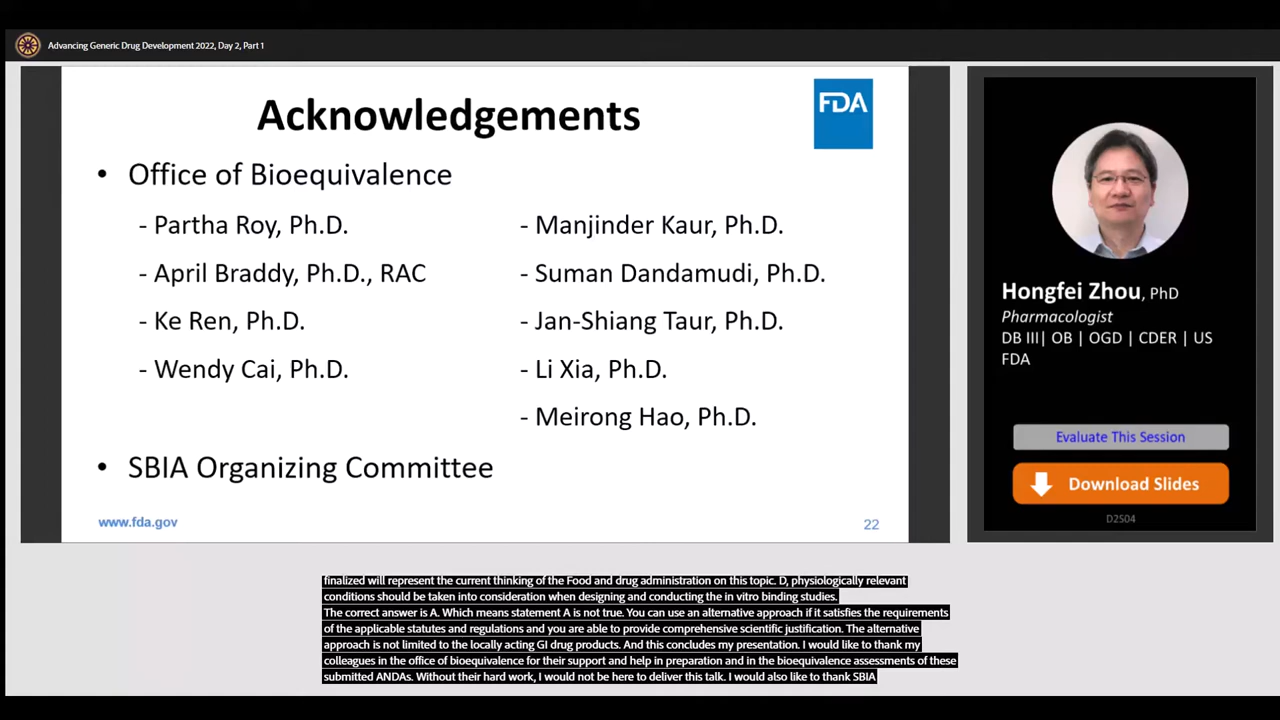 Advancing Generic Drug Development 2022, Day 2, Part 1
Acknowledgements
FDA
• Office of Bioequivalence
- Partha Roy, Ph.D.
- April Braddy, Ph.D., RAC
- Ke Ren, Ph.D.
- Wendy Cai, Ph.D.
- Manjinder Kaur, Ph.D.
- Suman Dandamudi, Ph.D.
- Jan-Shiang Taur, Ph.D.
- Li Xia, Ph.D.
- Meirong Hao, Ph.D.
• SBIA Organizing Committee
www.fda.gov
22
Hongfei Zhou, PhD
Pharmacologist
DB III| OB | OGD | CDER | US
FDA
Evaluate This Session
Download Slides
D2S04
finalized will represent the current thinking of the Food and drug administration on this topic. D, physiologically relevant
conditions should be taken into consideration when designing and conducting the in vitro binding studies.
The correct answer is A. Which means statement A is not true. You can use an alternative approach if it satisfies the requirements
of the applicable statutes and regulations and you are able to provide comprehensive scientific justification. The alternative
approach is not limited to the locally acting GI drug products. And this concludes my presentation. I would like to thank my
colleagues in the office of bioequivalence for their support and help in preparation and in the bioequivalence assessments of these
submitted ANDAs. Without their hard work, I would not be here to deliver this talk. I would also like to thank SBIA